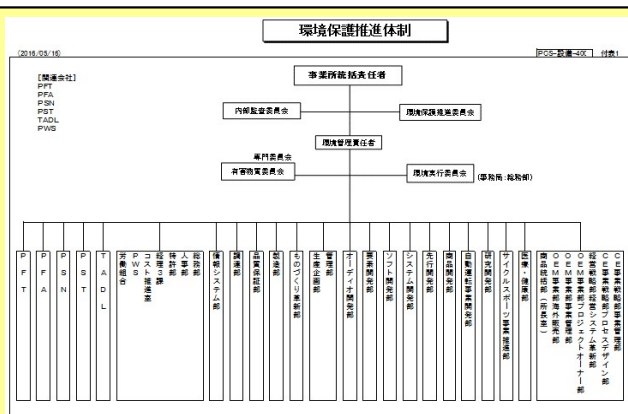 環境保護推進体制
(2016/05/16)
PCS-設備-40X 付表1
[関連会社]
PFT
PFA
PSN
PST
TADL
PWS
事業所統括責任者
内部監査委員会
環境保護推進委員会
環境管理責任者
専門委員会
有害物質委員会
環境実行委員会
(事務局:総務部)
PFT
PFA
PSN
PST
TADL
労働組合
PWS
コスト推進室
経理3課
特許部
人事部
総務部
情報システム部
調達部
品質保証部
製造部
ものづくり革新部
生産企画部
管理部
オーディオ開発部
要素開発部
ソフト開発部
システム開発部
先行開発部
商品開発部
自動運転事業開発部
研究開発部
サイクルスポーツ事業推進部
医療・健康部
商品統括部(所長室)
OEM事業部海外販売部
OEM事業部事業管理部
OEM事業部プロジェクトオーナー部
経営戦略部経営システム革新部
CE事業戦略部プロセスデザイン部
CE事業戦略部事業管理部